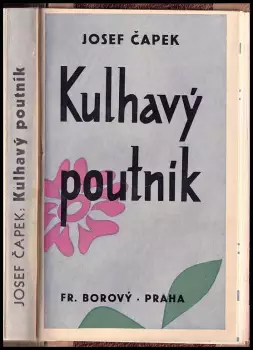 JOSEF ČAPEK: Kulhavý poutník
JOSEF ČAPEK
Kulhavý
poutník
FR. BOROVÝ · PRAHA